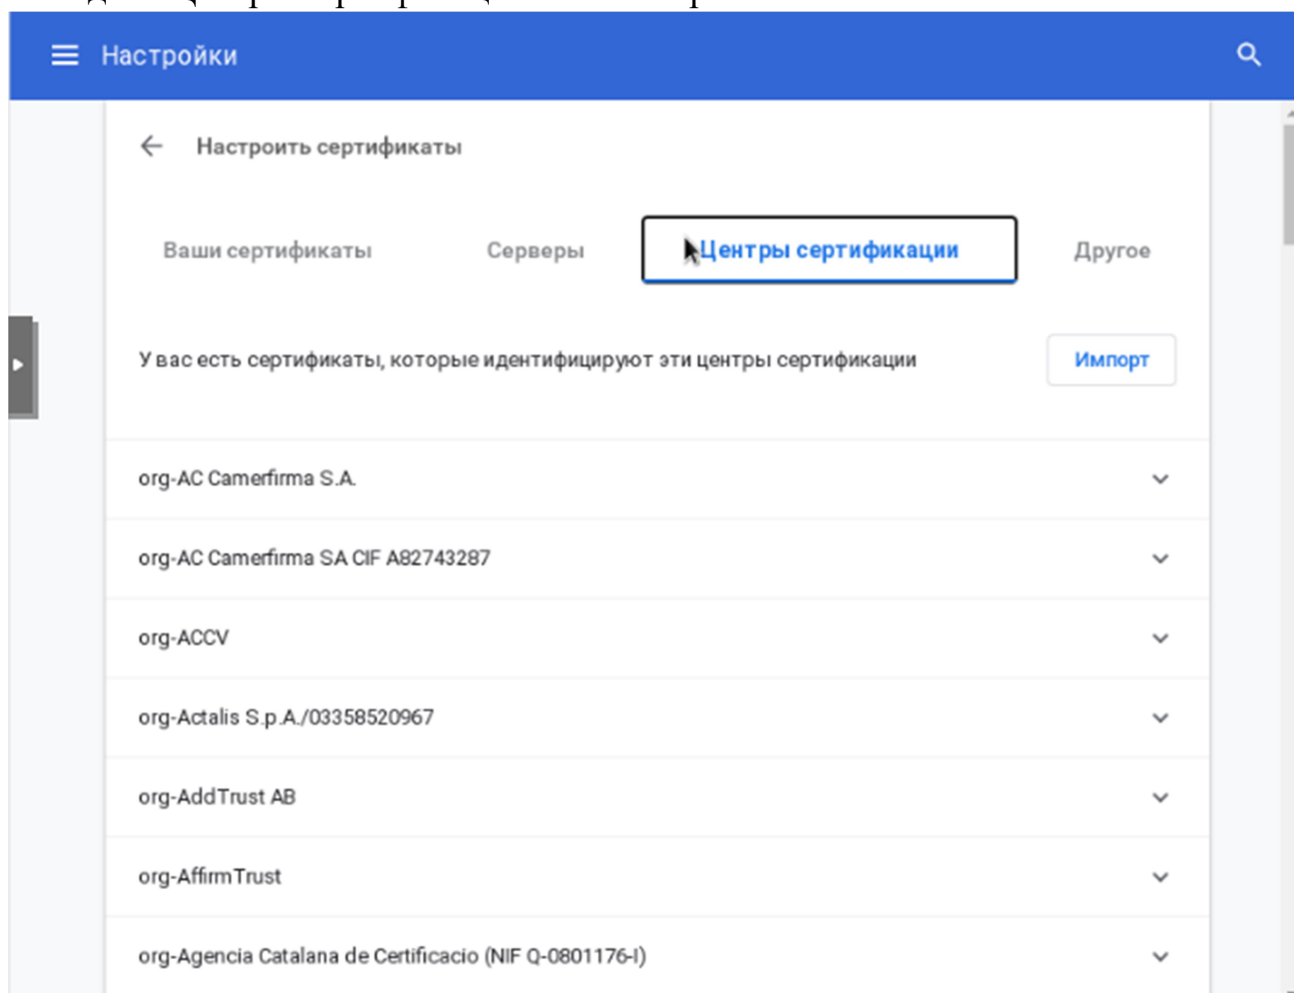 Настройки
Настроить сертификаты
Ваши сертификаты Серверы Центры сертификации Другое
У вас есть сертификаты, которые идентифицируют эти центры сертификации Импорт
org-AC Camerfirma S.A.
org-AC Camerfirma SA CIF A82743287
org-ACCV
org-Actalis S.p.A./03358520967
org-AddTrust AB
org-AffirmTrust
org-Agencia Catalana de Certificacio (NIF Q-0801176-I)